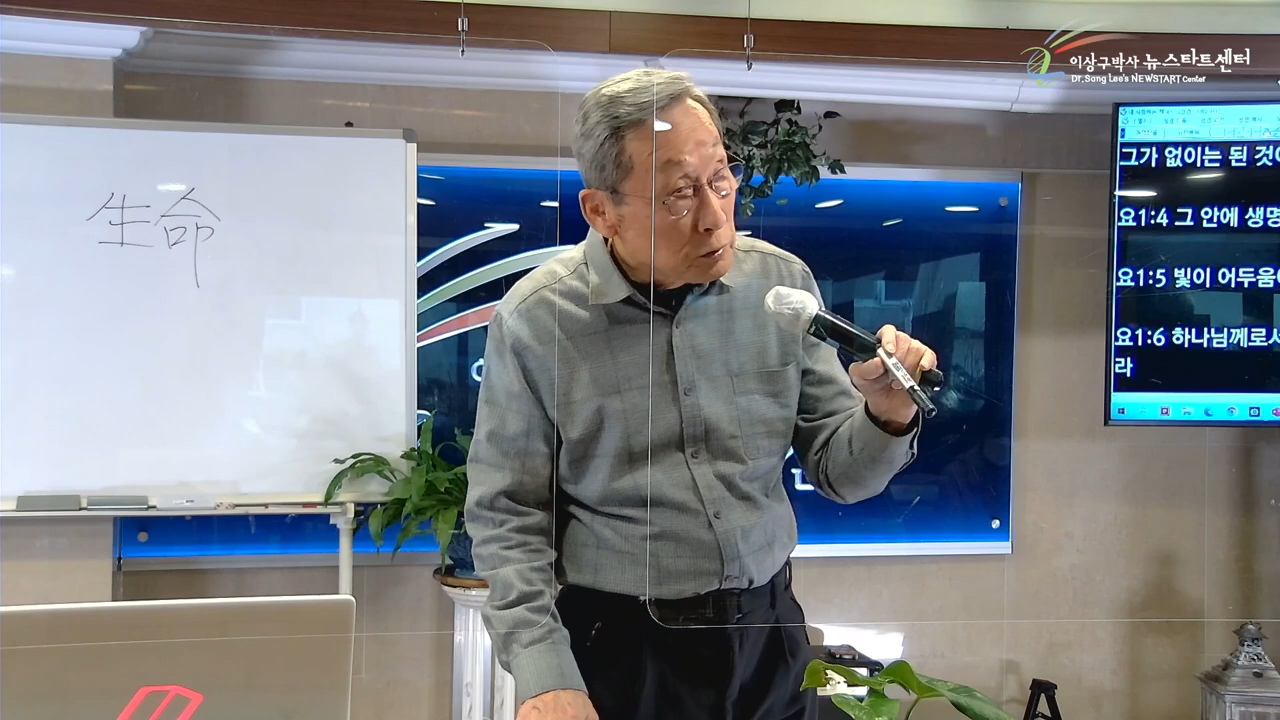 이상구박사 뉴스타트센터
Dr. Sang Lee's NEWSTART Center
生命
그가 없이는 된 것이
요1:4 그 안에 생명
요1:5 빛이 어두움에
요1:6 하나님께로서
라